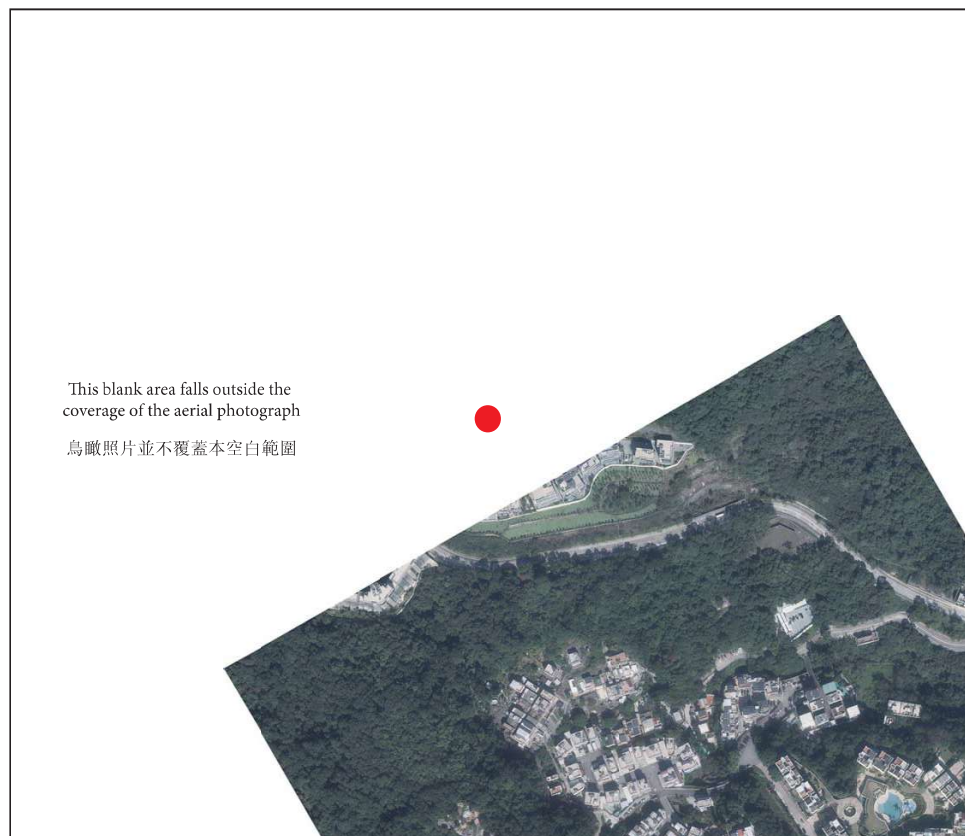 This blank area falls outside the
coverage of the aerial photograph
鳥瞰照片並不覆蓋本空白範圍